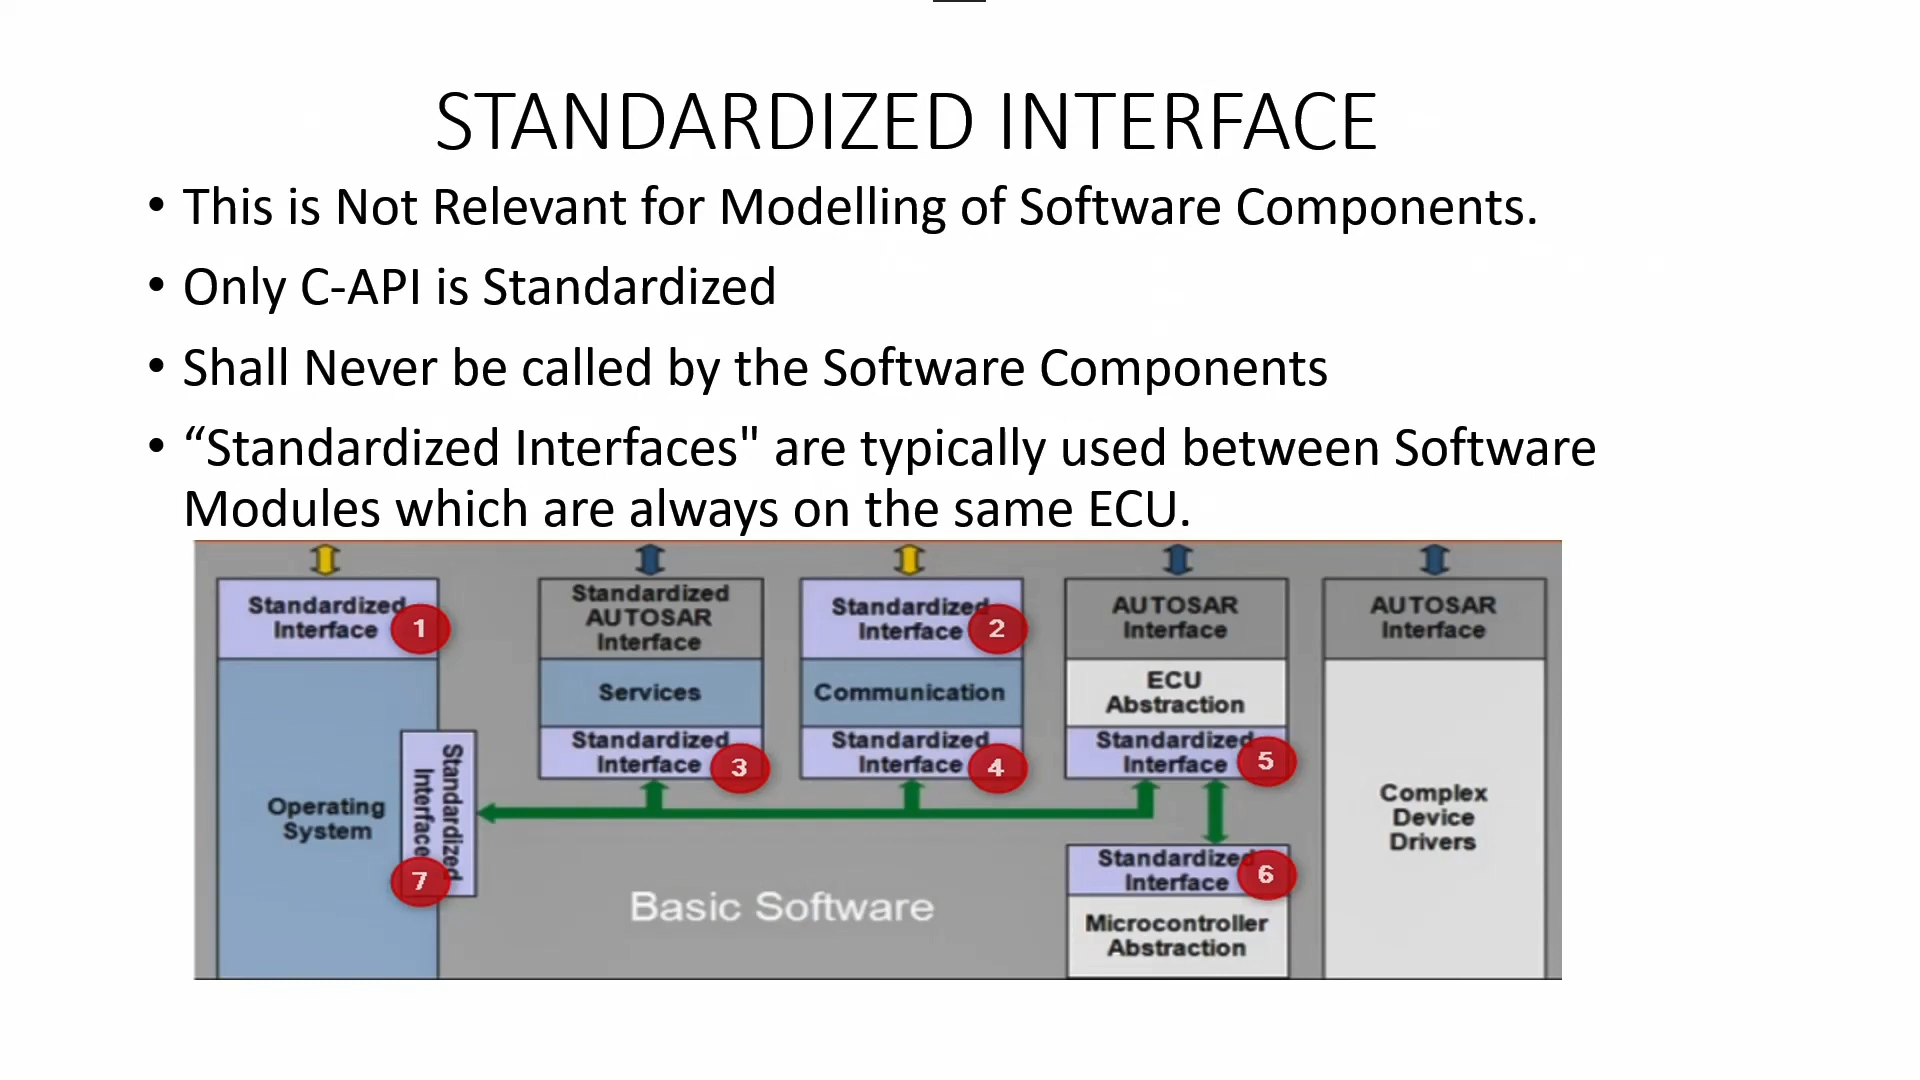 STANDARDIZED INTERFACE
• This is Not Relevant for Modelling of Software Components.
• Only C-API is Standardized
• Shall Never be called by the Software Components
• “Standardized Interfaces" are typically used between Software
Modules which are always on the same ECU.
Standardized
Interface
1
Standardized
AUTOSAR
Interface
Standardized
Interface
2
AUTOSAR
Interface
AUTOSAR
Interface
Services
Communication
ECU
Abstraction
Standardized
Interface
3
Standardized
Interface
4
Standardized
Interface
5
Operating
System
Standardized
Interface
7
Complex
Device
Drivers
Standardized
Interface
6
Basic Software
Microcontroller
Abstraction